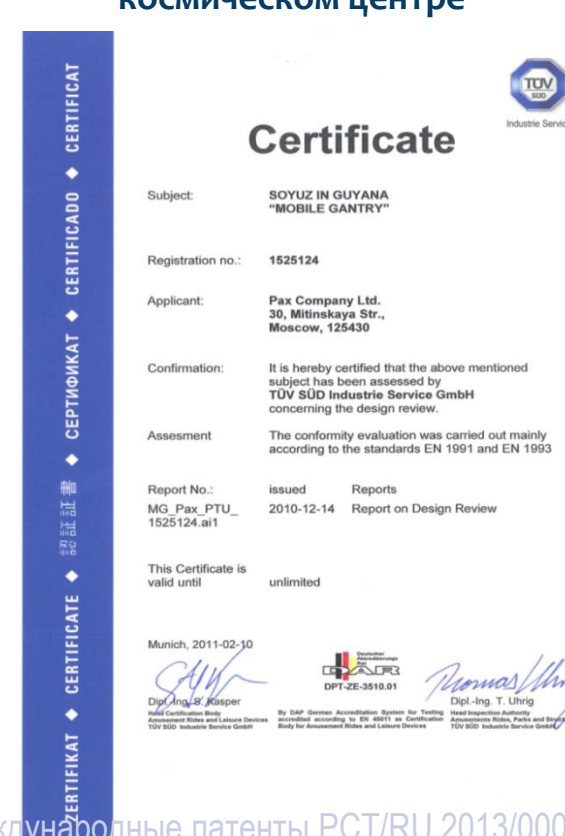 космическом центре
TÜV
SÜD
Industrie Service
Certificate
Subject: SOYUZ IN GUYANA
"MOBILE GANTRY"
Registration no.: 1525124
Applicant: Pax Company Ltd.
30, Mitinskaya Str.,
Moscow, 125430
Confirmation: It is hereby certified that the above mentioned
subject has been assessed by
TÜV SÜD Industrie Service GmbH
concerning the design review.
Assesment The conformity evaluation was carried out mainly
according to the standards EN 1991 and EN 1993
Report No.: issued Reports
MG_Pax_PTU_ 2010-12-14 Report on Design Review
1525124.ai1
This Certificate is
valid until unlimited
Munich, 2011-02-10
Deutscher
Akkreditierungs
Rat
DAR
DPT-ZE-3510.01
Dipl.-Ing. S. Kasper
Head Certification Body
Amusement Rides and Leisure Devices
TÜV SÜD Industrie Service GmbH
By DAP German Accreditation System for Testing
accredited according to EN 45011 as Certification
Body for Amusement Rides and Leisure Devices
Dipl.-Ing. T. Uhrig
Head Inspection Authority
Amusements Rides, Parks and
TÜV SÜD Industrie Service GmbH
ZERTIFIKAT ◆ CERTIFICATE ◆ 認証証書 ◆ СЕРТИФИКАТ ◆ CERTIFICADO ◆ CERTIFICAT
ждународные патенты PCT/RU 2013/000